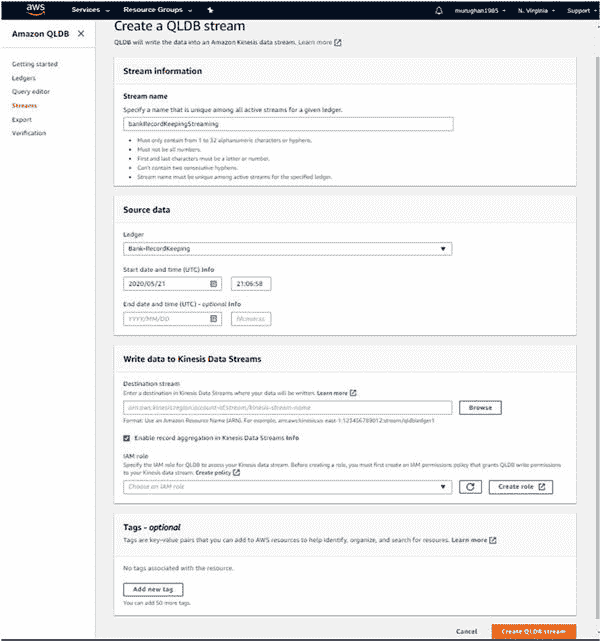 aws
Services
Resource Groups
murughan1985
N. Virginia
Support
Amazon QLDB
Getting started
Ledgers
Query editor
Streams
Export
Verification
Create a QLDB stream
QLDB will write the data into an Amazon Kinesis data stream. Learn more
Stream information
Stream name
Specify a name that is unique among all active streams for a given ledger.
bankRecordKeepingStreaming
Must only contain from 1 to 32 alphanumeric characters or hyphens.
Must not be all numbers.
First and last characters must be a letter or number.
Can't contain two consecutive hyphens.
Stream name must be unique among active streams for the specified ledger.
Source data
Ledger
Bank-RecordKeeping
Start date and time (UTC) Info
2020/05/21 21:06:58
End date and time (UTC) - optional Info
YYYY/MM/DD hh:mm:ss
Write data to Kinesis Data Streams
Destination stream
Enter a destination in Kinesis Data Streams where your data will be written. Learn more
arn:aws:kinesis:region:account-id:stream/kinesis-stream-name
Browse
Format: Use an Amazon Resource Name (ARN). For example, arn:aws:kinesis:us-east-1:123456789012:stream/qldbledger1
Enable record aggregation in Kinesis Data Streams Info
IAM role
Specify the IAM role for QLDB to access your Kinesis data stream. Before creating a role, you must first create an IAM permissions policy that grants QLDB write permissions
to your Kinesis data stream. Create policy
Choose an IAM role
Create role
Tags - optional
Tags are key-value pairs that you can add to AWS resources to help identify, organize, and search for resources. Learn more
No tags associated with the resource.
Add new tag
You can add 50 more tags.
Cancel
Create QLDB stream